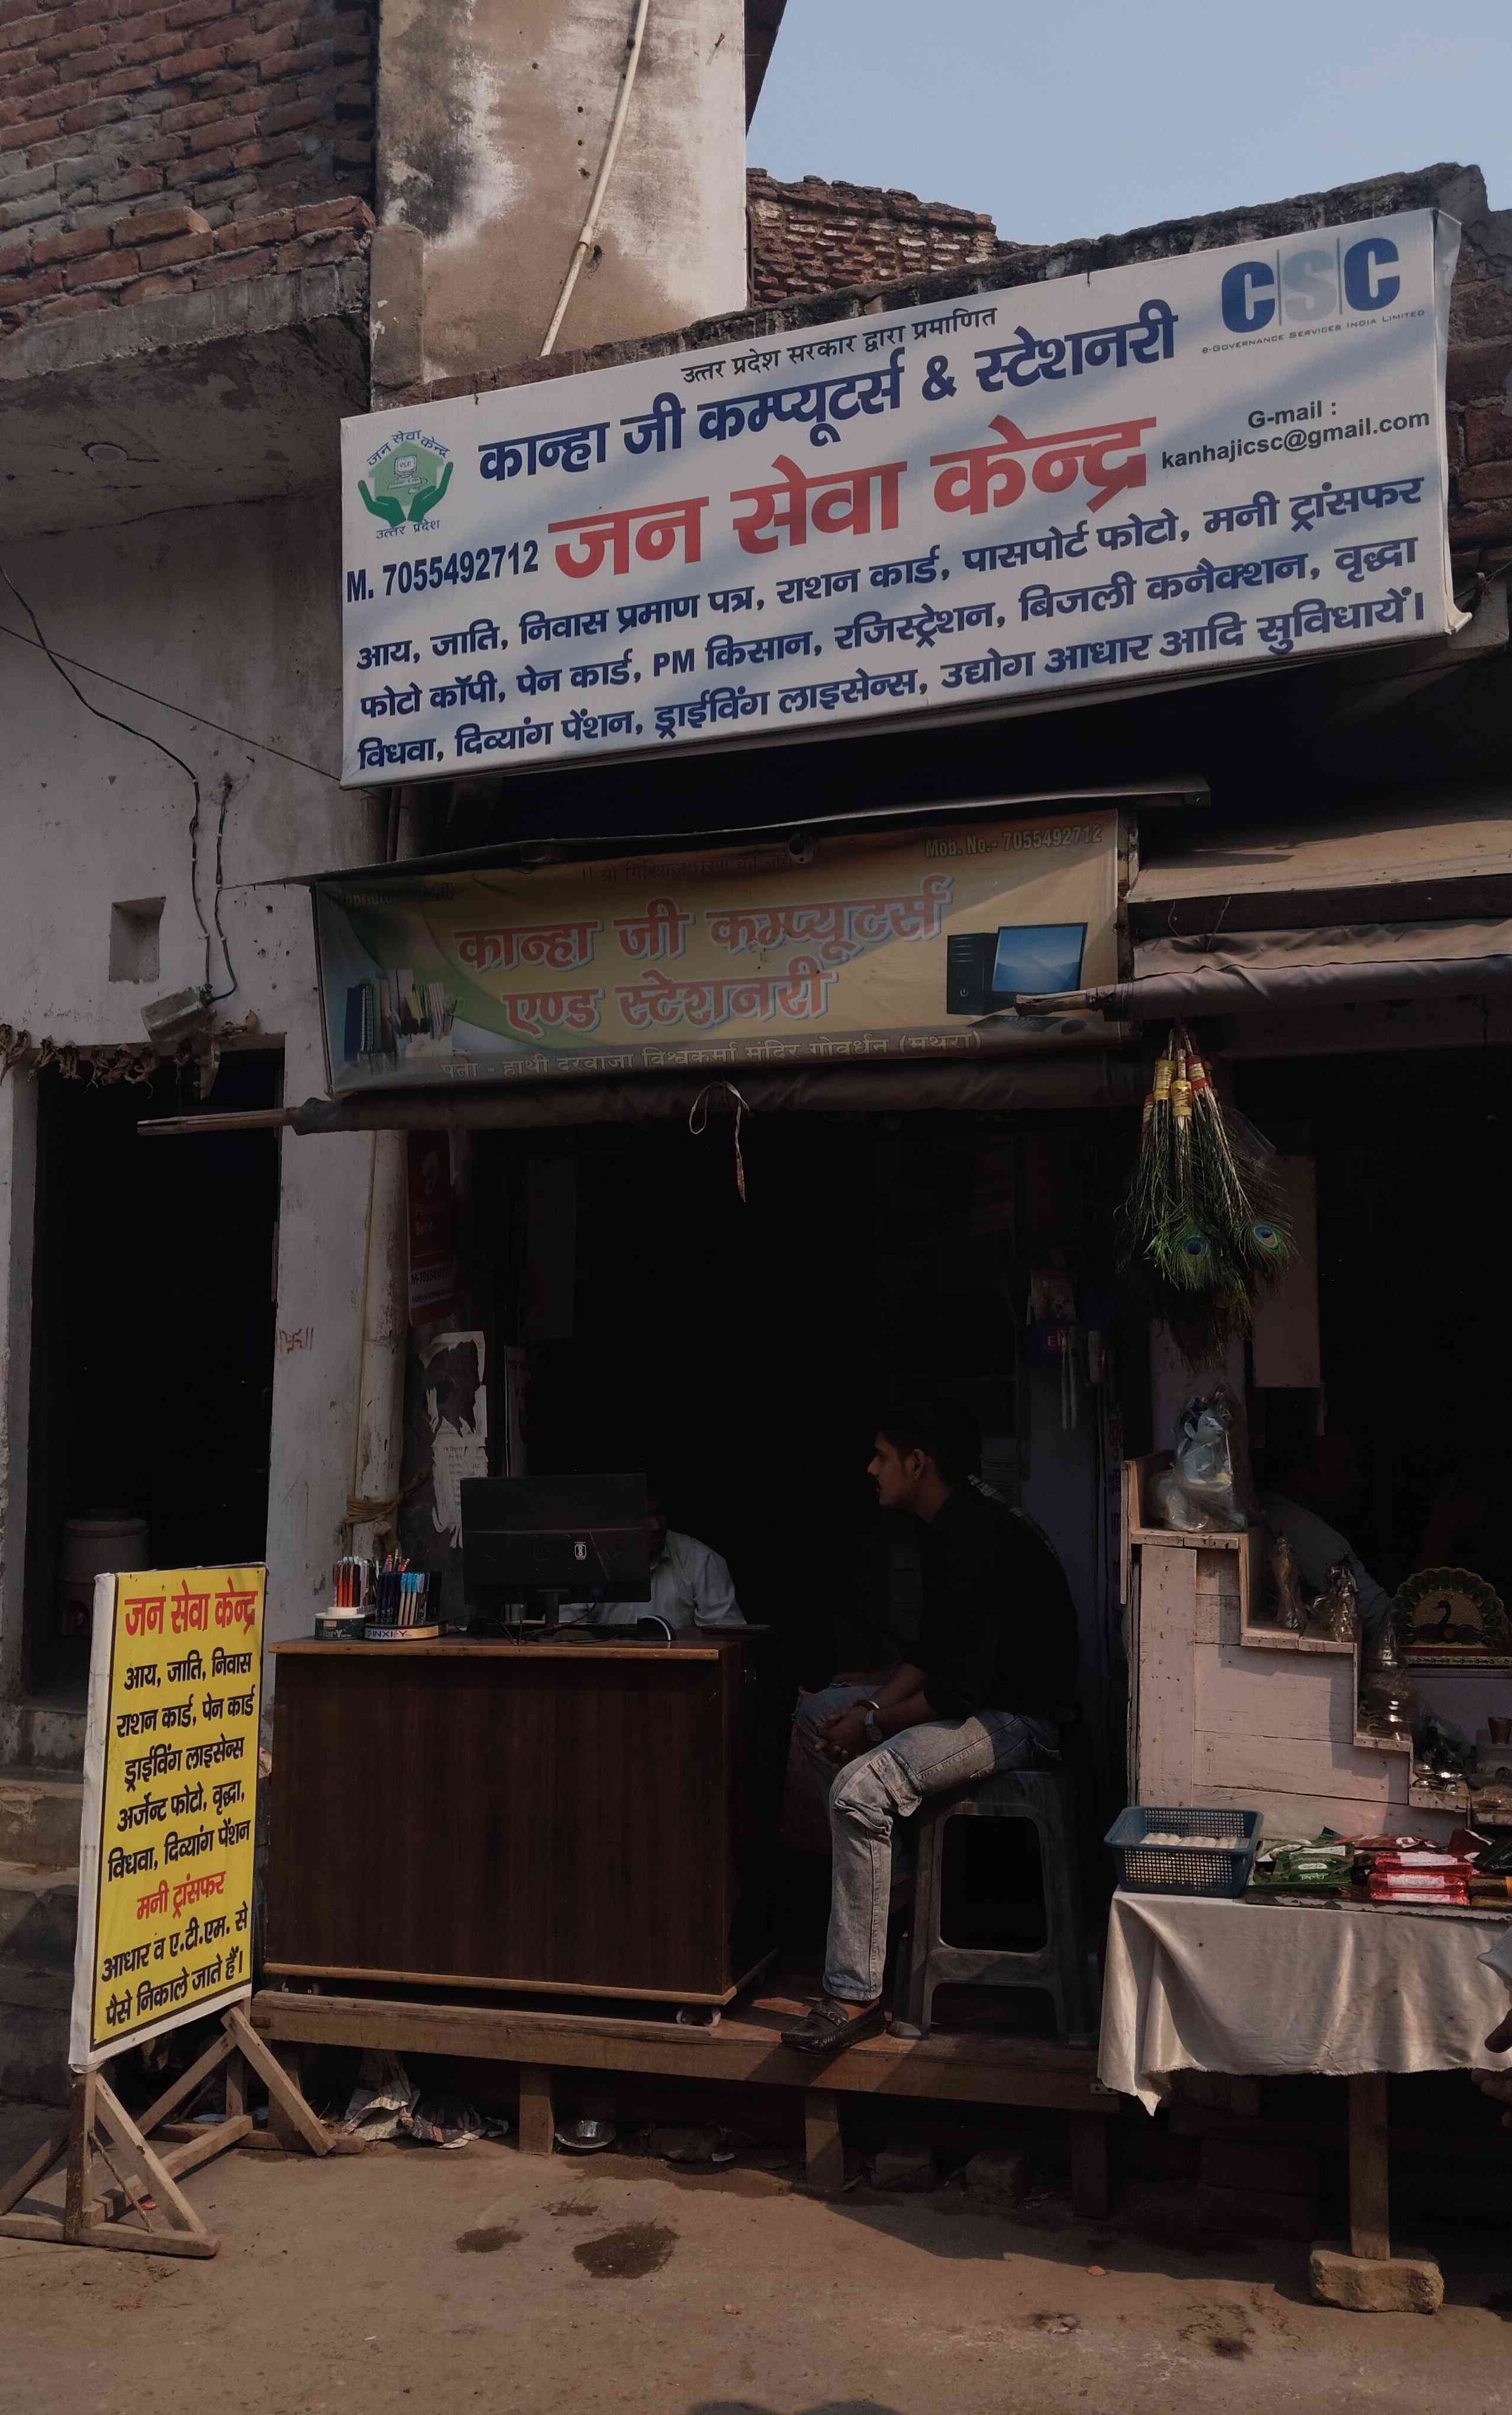 उत्तर प्रदेश सरकार द्वारा प्रमाणित
कान्हा जी कम्प्यूटर्स & स्टेशनरी
CSC
e-Governance Services India Limited
जन सेवा केन्द्र
उत्तर प्रदेश
जन सेवा केन्द्र
G-mail :
kanhajicsc@gmail.com
M. 7055492712
आय, जाति, निवास प्रमाण पत्र, राशन कार्ड, पासपोर्ट फोटो, मनी ट्रांसफर
फोटो कॉपी, पेन कार्ड, PM किसान, रजिस्ट्रेशन, बिजली कनैक्शन, वृद्धा
विधवा, दिव्यांग पेंशन, ड्राईविंग लाइसेन्स, उद्योग आधार आदि सुविधायें।
Mob. No.- 7055492712
कान्हा जी कम्प्यूटर्स
एण्ड स्टेशनरी
पता - हाथी दरवाजा विश्वकर्मा मंदिर गोवर्धन (मथुरा)
जन सेवा केन्द्र
आय, जाति, निवास
राशन कार्ड, पेन कार्ड
ड्राईविंग लाइसेन्स
अर्जेन्ट फोटो, वृद्धा,
विधवा, दिव्यांग पेंशन
मनी ट्रांसफर
आधार व ए.टी.एम. से
पैसे निकाले जाते हैं।